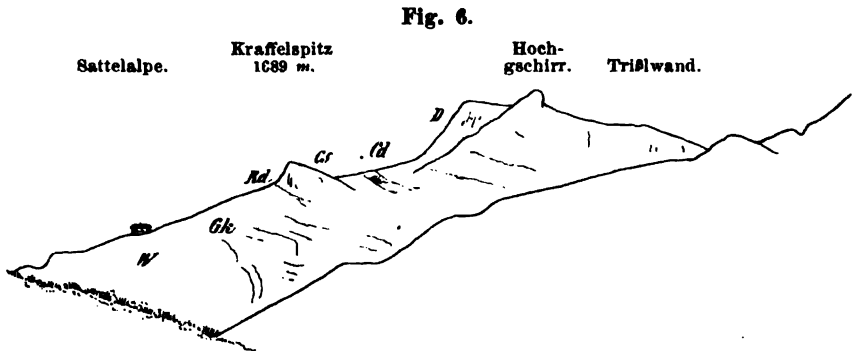 Fig. 6.
Sattelalpe.
Kraffelspitz
1689 m.
Hoch-
gschirr.
Trißlwand.
D
Cs
Cd
Rd
Gk
W